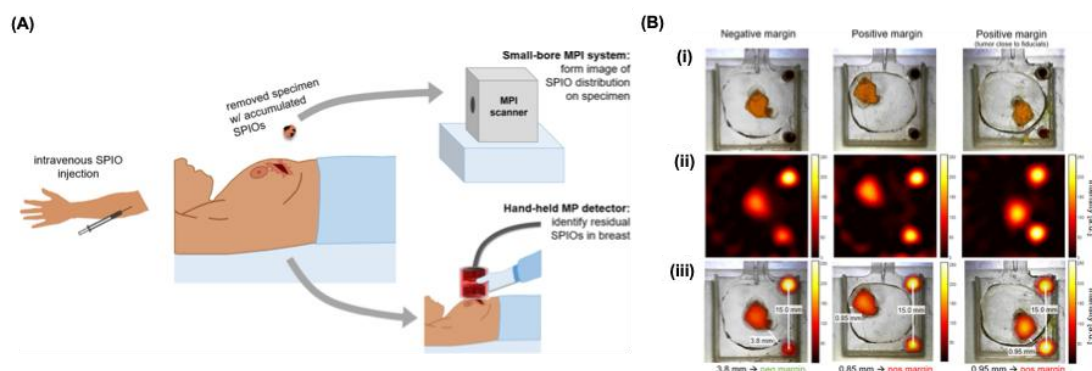 (A)
removed specimen
w/ accumulated
SPIOs
intravenous SPIO
injection
Small-bore MPI system:
form image of
SPIO distribution
on specimen
MPI
scanner
Hand-held MP detector:
identify residual
SPIOs in breast
(B)
Negative margin
Positive margin
Positive margin
(tumor close to fiducials)
(i)
(ii)
(iii)
15.0 mm
3.8 mm
15.0 mm
0.85 mm
15.0 mm
0.95 mm
3.8 mm → neg margin
0.85 mm → pos margin
0.95 mm → pos margin